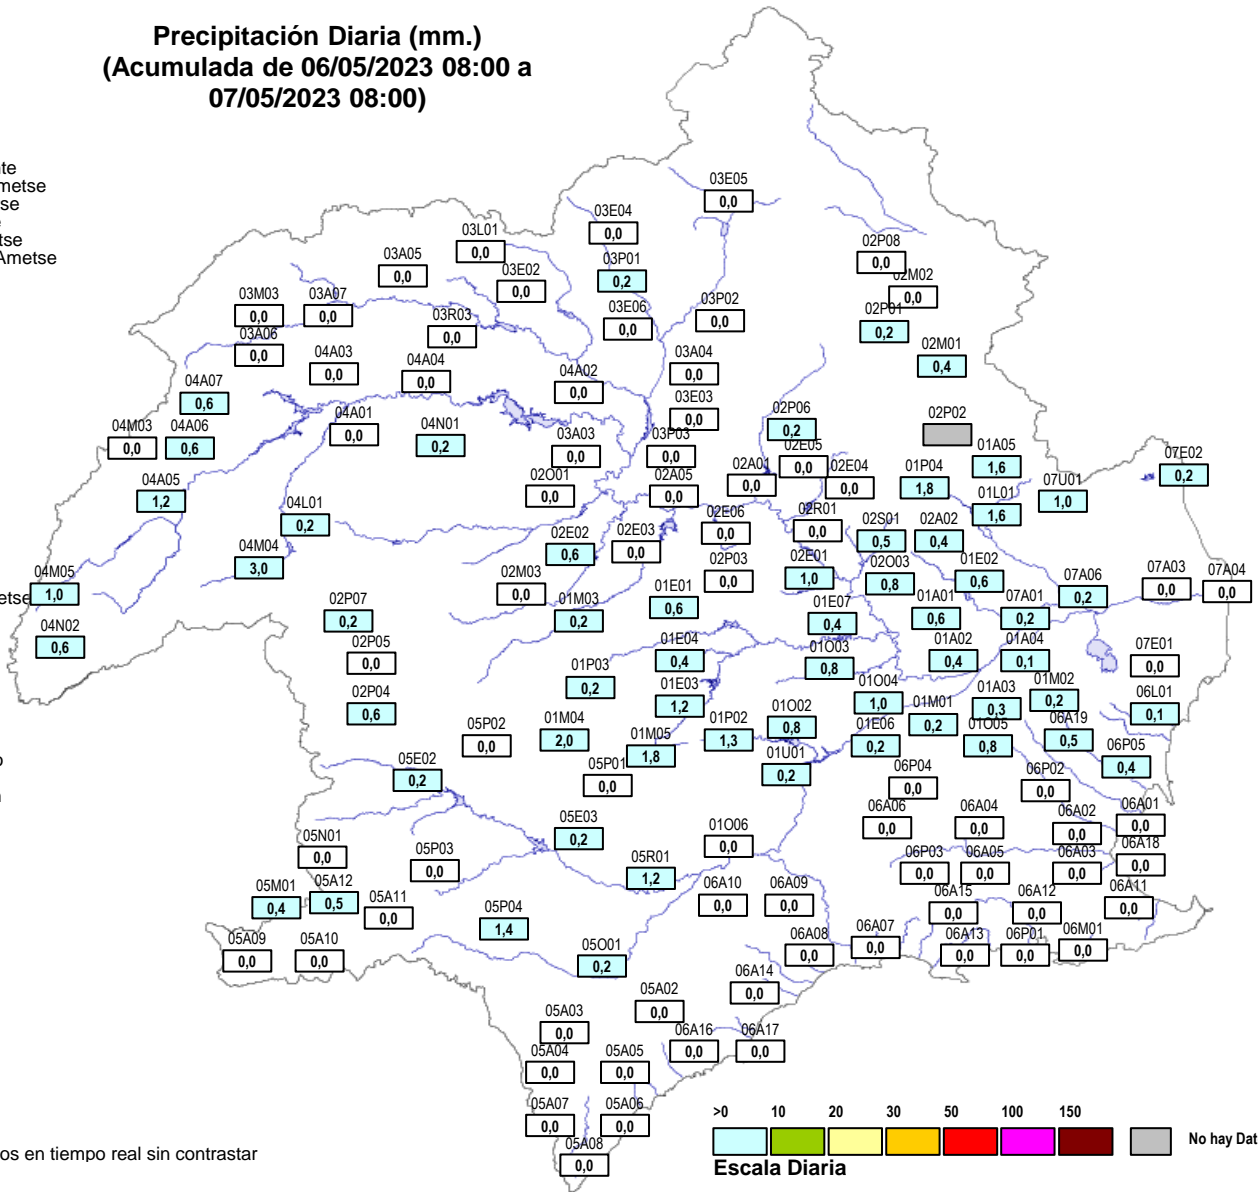 Precipitación Diaria (mm.)
(Acumulada de 06/05/2023 08:00 a
07/05/2023 08:00)
03E05
0,0
03E04
0,0
03L01
0,0
03A05
0,0
03E02
0,0
03P01
0,2
02P08
0,0
02M02
0,0
03M03
0,0
03A07
0,0
03R03
0,0
03E06
0,0
03P02
0,0
02P01
0,2
03A06
0,0
04A03
0,0
04A04
0,0
04A02
0,0
03A04
0,0
02M01
0,4
04A07
0,6
03E03
0,0
04M03
0,0
04A06
0,6
04A01
0,0
04N01
0,2
03A03
0,0
03P03
0,0
02P06
0,2
02P02
02E05
0,0
01A05
1,6
07E02
0,2
04A05
1,2
02O01
0,0
02A05
0,0
02A01
0,0
02E04
0,0
01P04
1,8
07U01
1,0
04L01
0,2
01L01
1,6
02E02
0,6
02E03
0,0
02E06
0,0
02R01
0,0
02S01
0,5
02A02
0,4
04M04
3,0
04M05
1,0
02M03
0,0
02P03
0,0
02E01
1,0
02O03
0,8
01E02
0,6
07A06
0,2
07A03
0,0
07A04
0,0
02P07
0,2
01M03
0,2
01E01
0,6
01E07
0,4
01A01
0,6
07A01
0,2
04N02
0,6
02P05
0,0
01E04
0,4
01O03
0,8
01A02
0,4
01A04
0,1
07E01
0,0
01P03
0,2
01E03
1,2
01O04
1,0
01A03
0,3
01M02
0,2
06L01
0,1
02P04
0,6
05P02
0,0
01M04
2,0
01M05
1,8
01P02
1,3
01O02
0,8
01E06
0,2
01M01
0,2
01O05
0,8
06A19
0,5
06P05
0,4
05E02
0,2
05P01
0,0
01U01
0,2
06P04
0,0
06P02
0,0
05E03
0,2
01O06
0,0
06A06
0,0
06A04
0,0
06A02
0,0
06A01
0,0
05N01
0,0
05P03
0,0
05R01
1,2
06P03
0,0
06A05
0,0
06A03
0,0
06A18
0,0
05M01
0,4
05A12
0,5
05A11
0,0
05P04
1,4
06A10
0,0
06A09
0,0
06A15
0,0
06A12
0,0
06A11
0,0
05A09
0,0
05A10
0,0
05O01
0,2
06A08
0,0
06A07
0,0
06A13
0,0
06P01
0,0
06M01
0,0
06A14
0,0
05A02
0,0
05A03
0,0
06A16
0,0
06A17
0,0
05A04
0,0
05A05
0,0
05A07
0,0
05A06
0,0
05A08
0,0
>0 10 20 30 50 100 150
No hay Dat
Escala Diaria
os en tiempo real sin contrastar